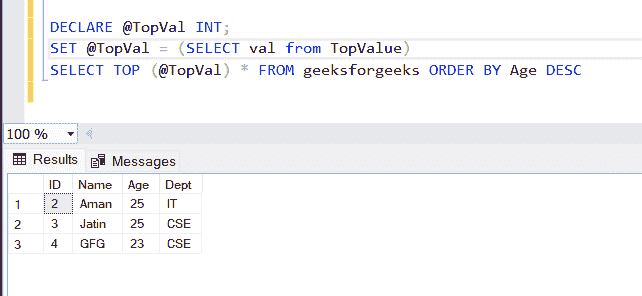 DECLARE @TopVal INT;
SET @TopVal = (SELECT val from TopValue)
SELECT TOP (@TopVal) * FROM geeksforgeeks ORDER BY Age DESC
100 %
Results Messages
ID Name Age Dept
1 2 Aman 25 IT
2 3 Jatin 25 CSE
3 4 GFG 23 CSE